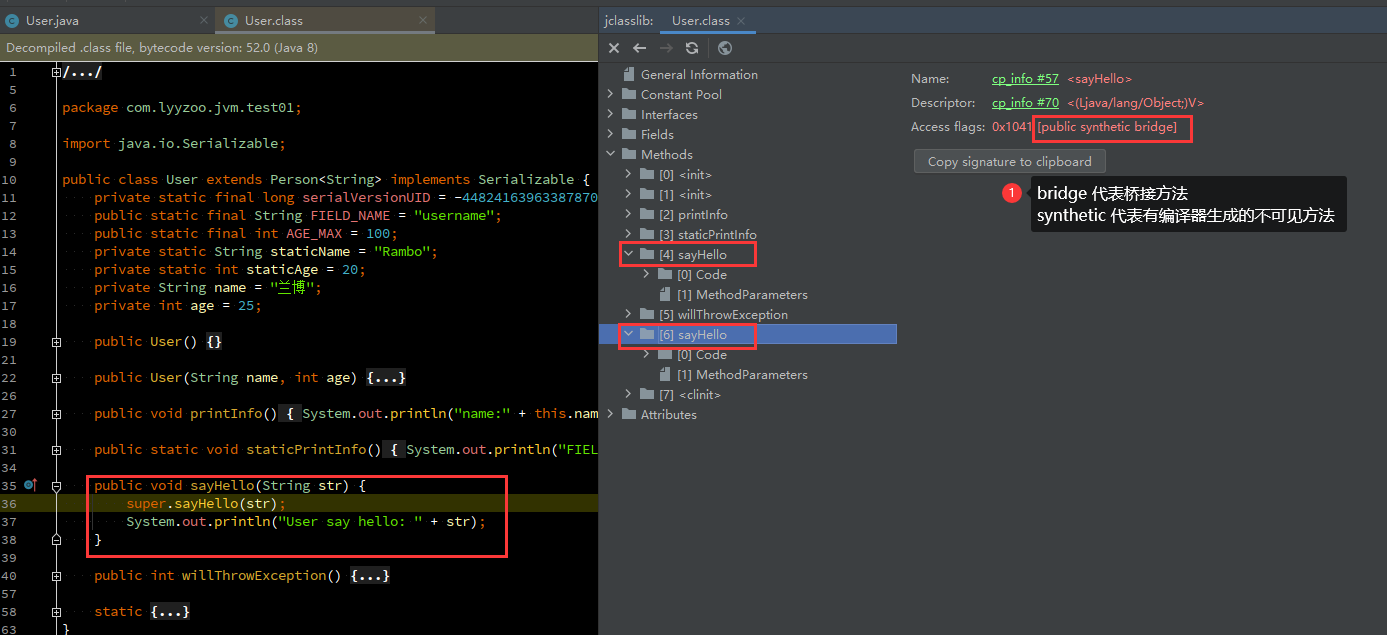 User.java
User.class
Decompiled .class file, bytecode version: 52.0 (Java 8)
1 /.../
5
6 package com.lyyzoo.jvm.test01;
7
8 import java.io.Serializable;
9
10 public class User extends Person<String> implements Serializable {
11 private static final long serialVersionUID = -44824163963387870
12 public static final String FIELD_NAME = "username";
13 public static final int AGE_MAX = 100;
14 private static String staticName = "Rambo";
15 private static int staticAge = 20;
16 private String name = "兰博";
17 private int age = 25;
18
19 public User() {}
21
22 public User(String name, int age) {...}
26
27 public void printInfo() { System.out.println("name:" + this.nam
30
31 public static void staticPrintInfo() { System.out.println("FIEL
34
35 public void sayHello(String str) {
36 super.sayHello(str);
37 System.out.println("User say hello: " + str);
38 }
39
40 public int willThrowException() {...}
57
58 static {...}
63 }
jclasslib:
User.class
General Information
Constant Pool
Interfaces
Fields
Methods
[0] <init>
[1] <init>
[2] printInfo
[3] staticPrintInfo
[4] sayHello
[0] Code
[1] MethodParameters
[5] willThrowException
[6] sayHello
[0] Code
[1] MethodParameters
[7] <clinit>
Attributes
Name: cp_info #57 <sayHello>
Descriptor: cp_info #70 <(Ljava/lang/Object;)V>
Access flags: 0x1041 [public synthetic bridge]
Copy signature to clipboard
1 bridge 代表桥接方法
synthetic 代表有编译器生成的不可见方法